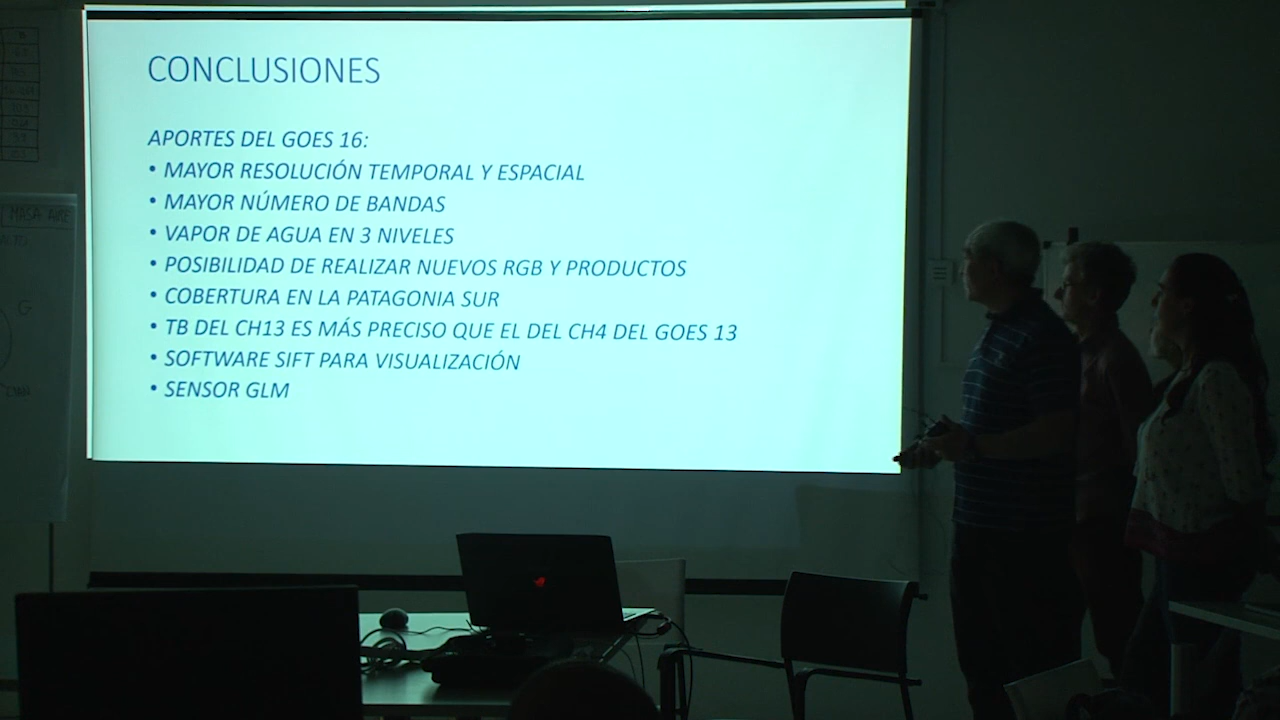 CONCLUSIONES
APORTES DEL GOES 16:
• MAYOR RESOLUCIÓN TEMPORAL Y ESPACIAL
• MAYOR NÚMERO DE BANDAS
• VAPOR DE AGUA EN 3 NIVELES
• POSIBILIDAD DE REALIZAR NUEVOS RGB Y PRODUCTOS
• COBERTURA EN LA PATAGONIA SUR
• TB DEL CH13 ES MÁS PRECISO QUE EL DEL CH4 DEL GOES 13
• SOFTWARE SIFT PARA VISUALIZACIÓN
• SENSOR GLM
MASA AIRE
G